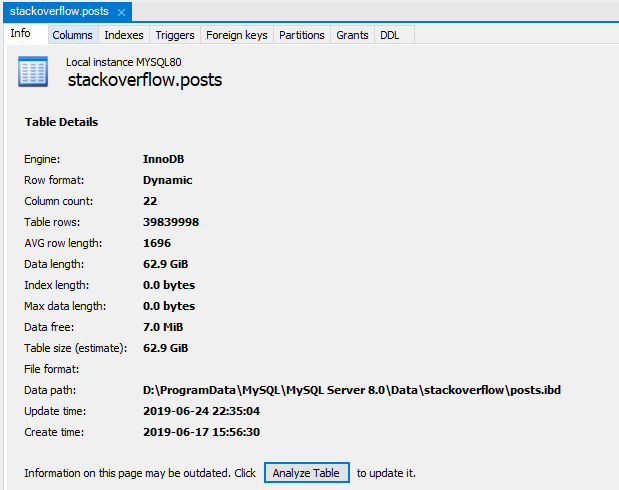 stackoverflow.posts ×
Info Columns Indexes Triggers Foreign keys Partitions Grants DDL
Local instance MYSQL80
stackoverflow.posts
Table Details
Engine: InnoDB
Row format: Dynamic
Column count: 22
Table rows: 39839998
AVG row length: 1696
Data length: 62.9 GiB
Index length: 0.0 bytes
Max data length: 0.0 bytes
Data free: 7.0 MiB
Table size (estimate): 62.9 GiB
File format:
Data path: D:\ProgramData\MySQL\MySQL Server 8.0\Data\stackoverflow\posts.ibd
Update time: 2019-06-24 22:35:04
Create time: 2019-06-17 15:56:30
Information on this page may be outdated. Click Analyze Table to update it.